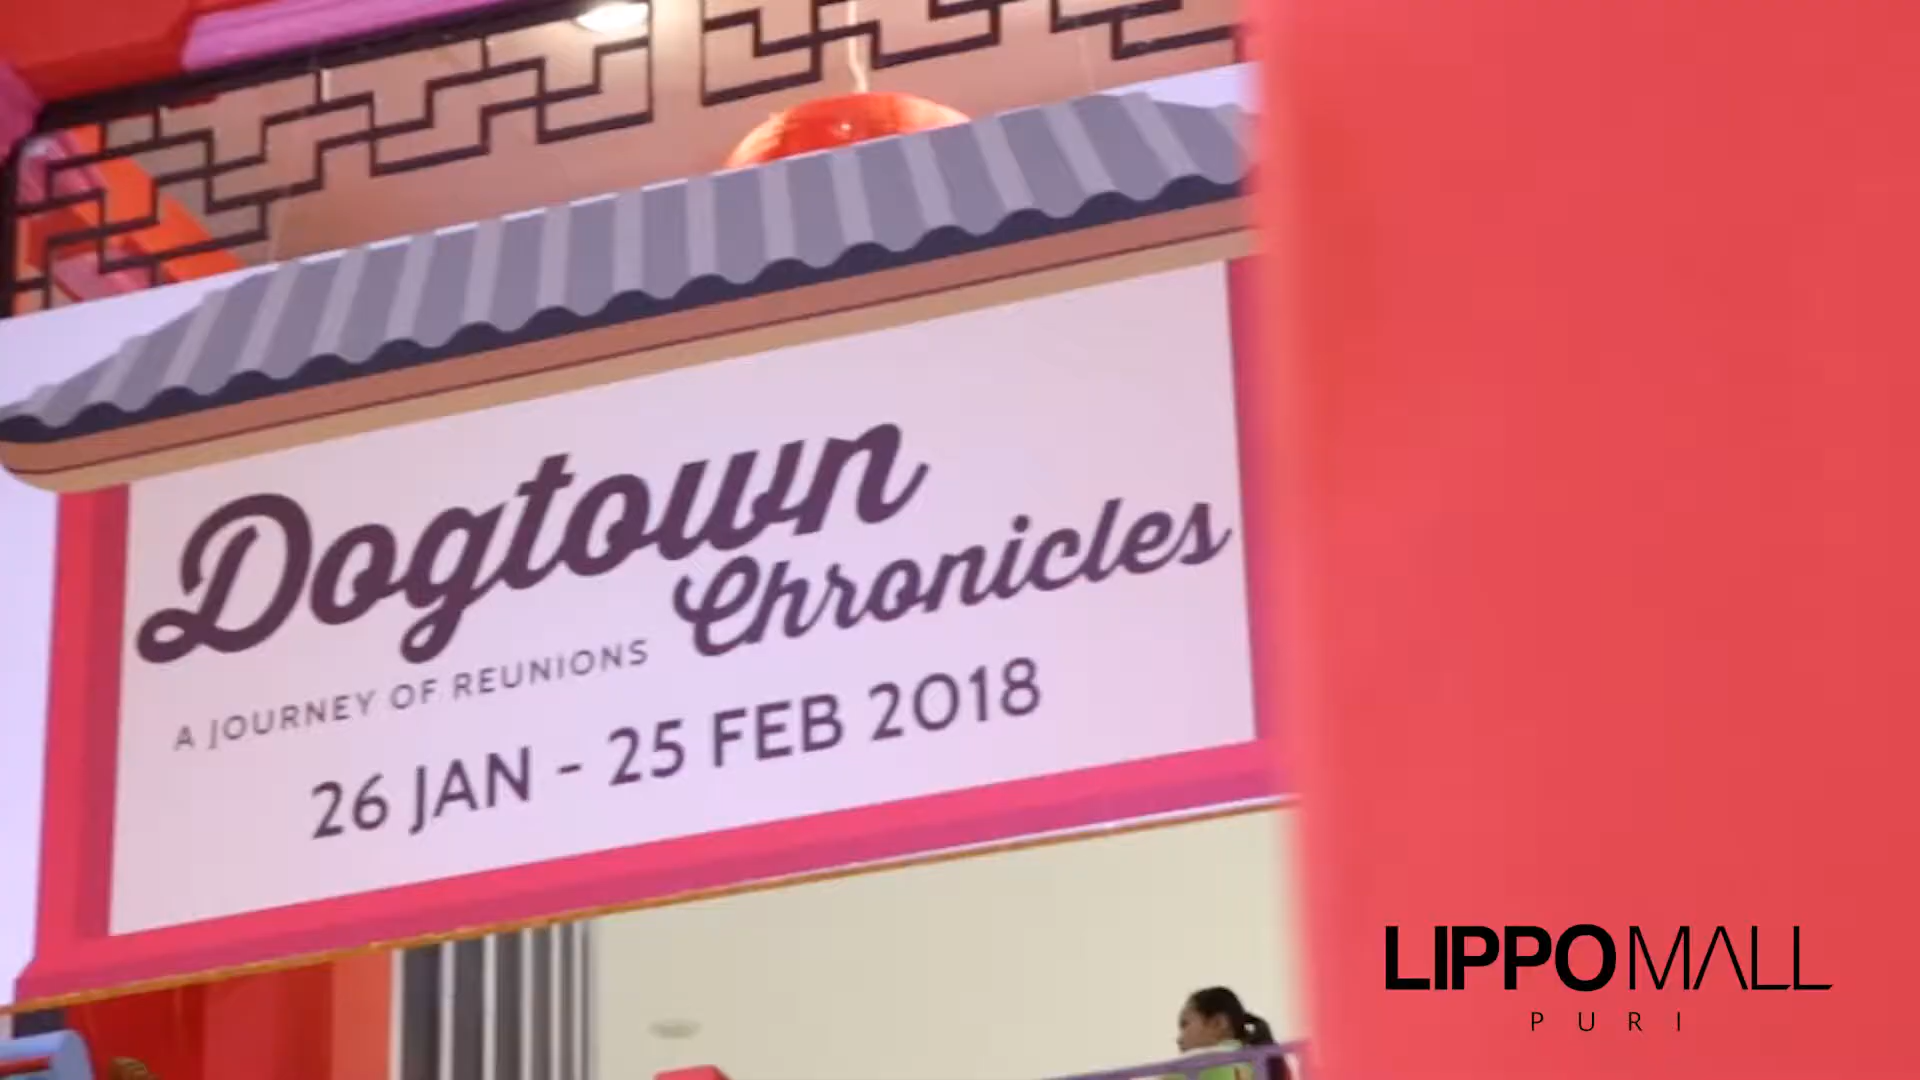 Dogtown
Chronicles
A JOURNEY OF REUNIONS
26 JAN - 25 FEB 2018
LIPPO MALL
PURI